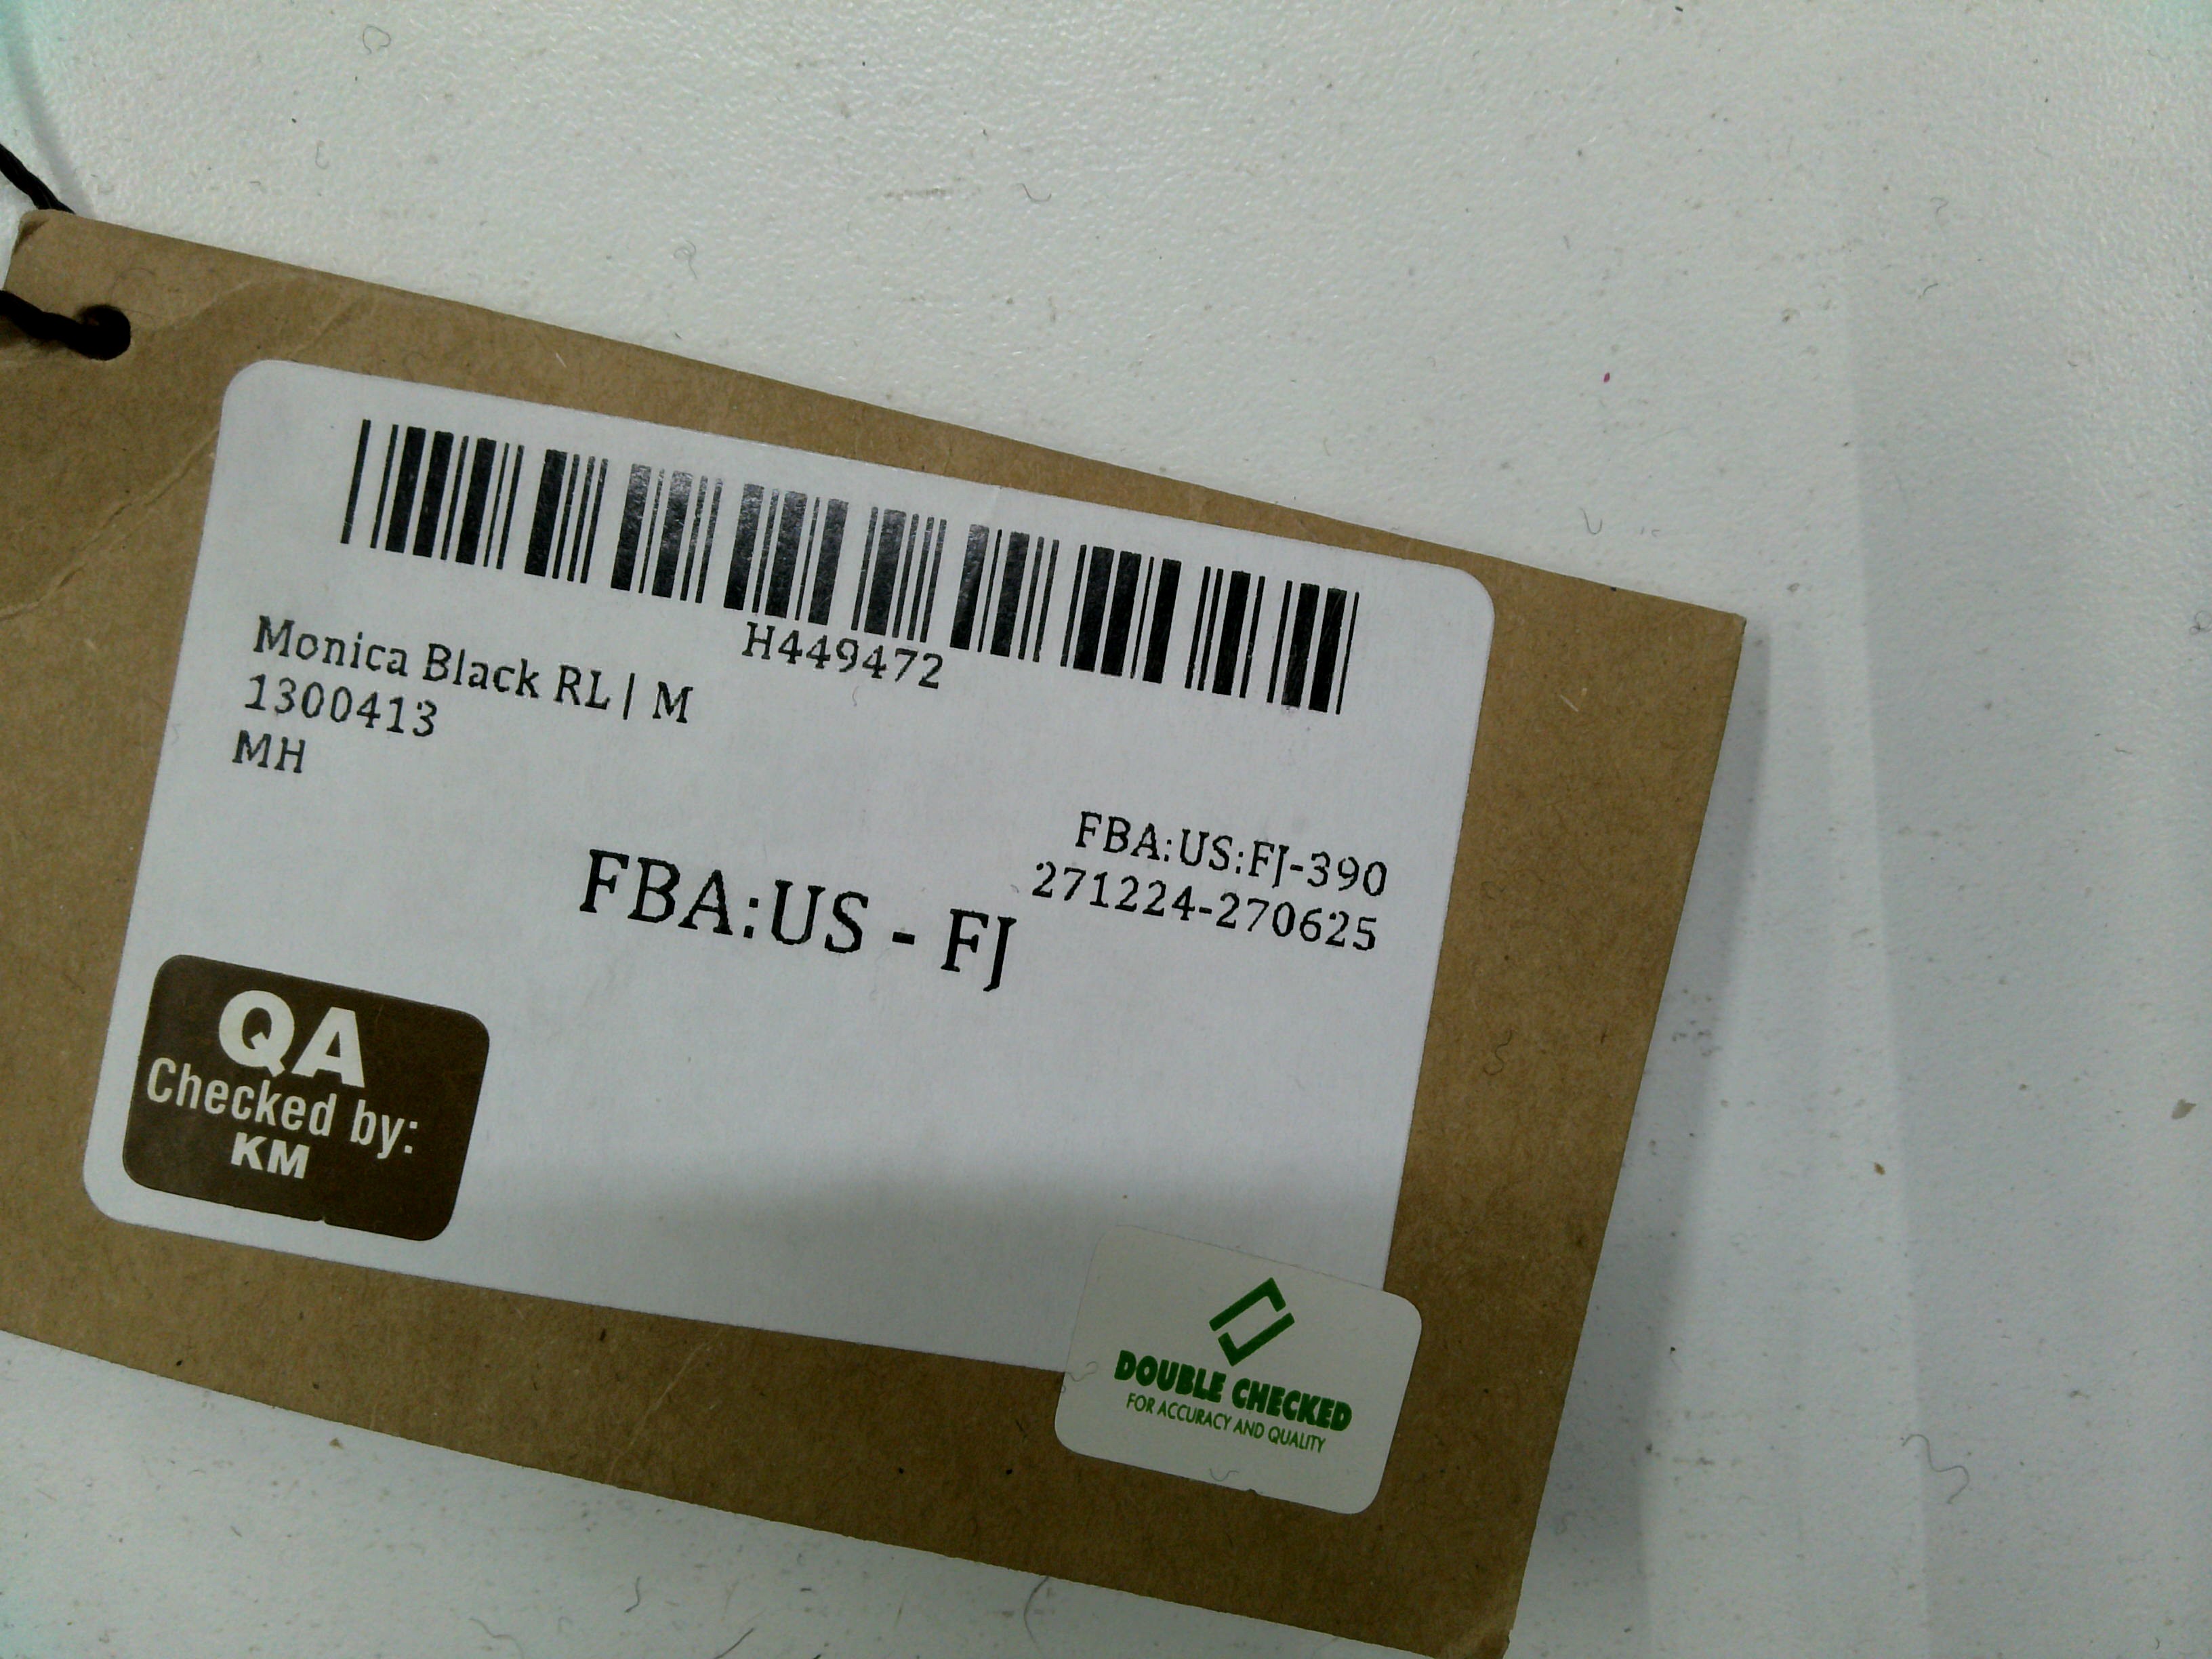 H449472
Monica Black RL | M
1300413
MH
FBA:US:FJ-390
271224-270625
FBA:US - FJ
QA
Checked by:
KM
DOUBLE CHECKED
FOR ACCURACY AND QUALITY